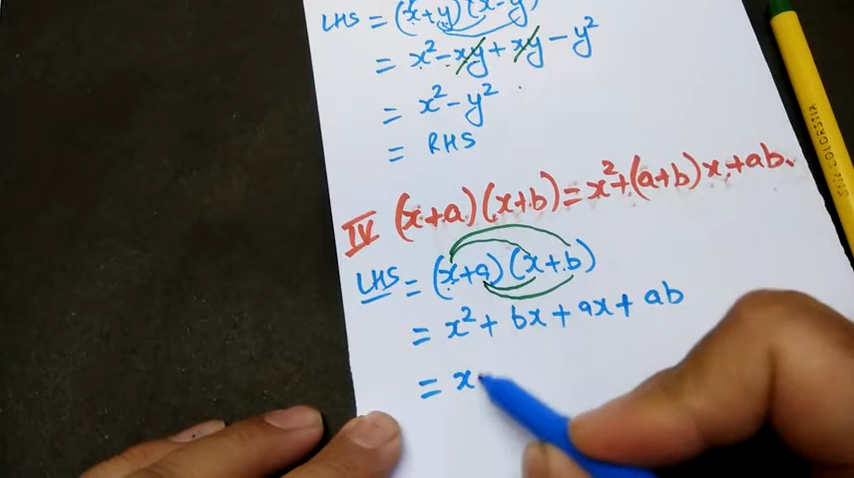 LHS = (x+y)(x-y)
= x² - xy + xy - y²
= x² - y²
= RHS
IV (x+a)(x+b) = x²+(a+b)x+ab.
LHS = (x+a)(x+b)
= x² + bx + ax + ab
= x